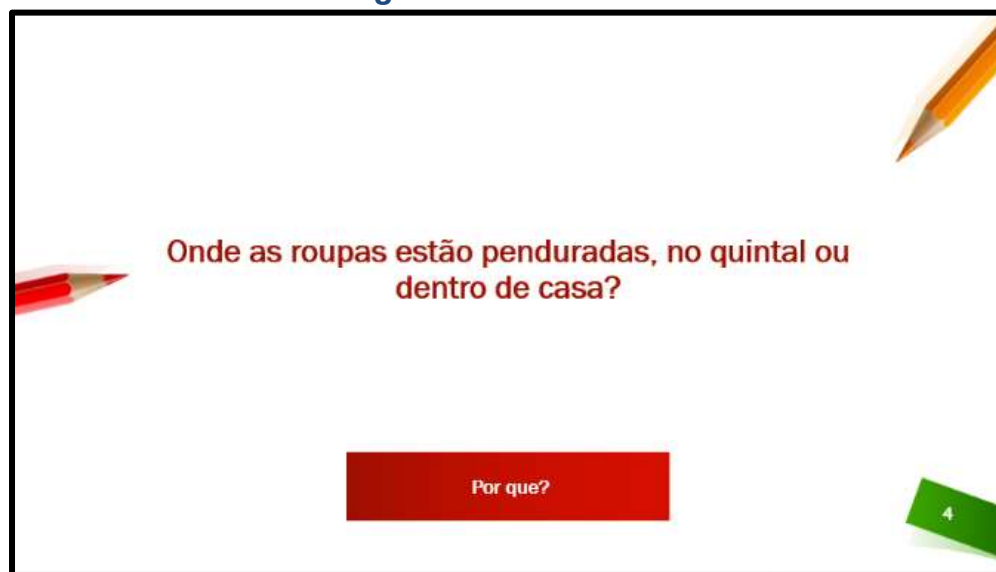 Onde as roupas estão penduradas, no quintal ou
dentro de casa?
Por que?
4